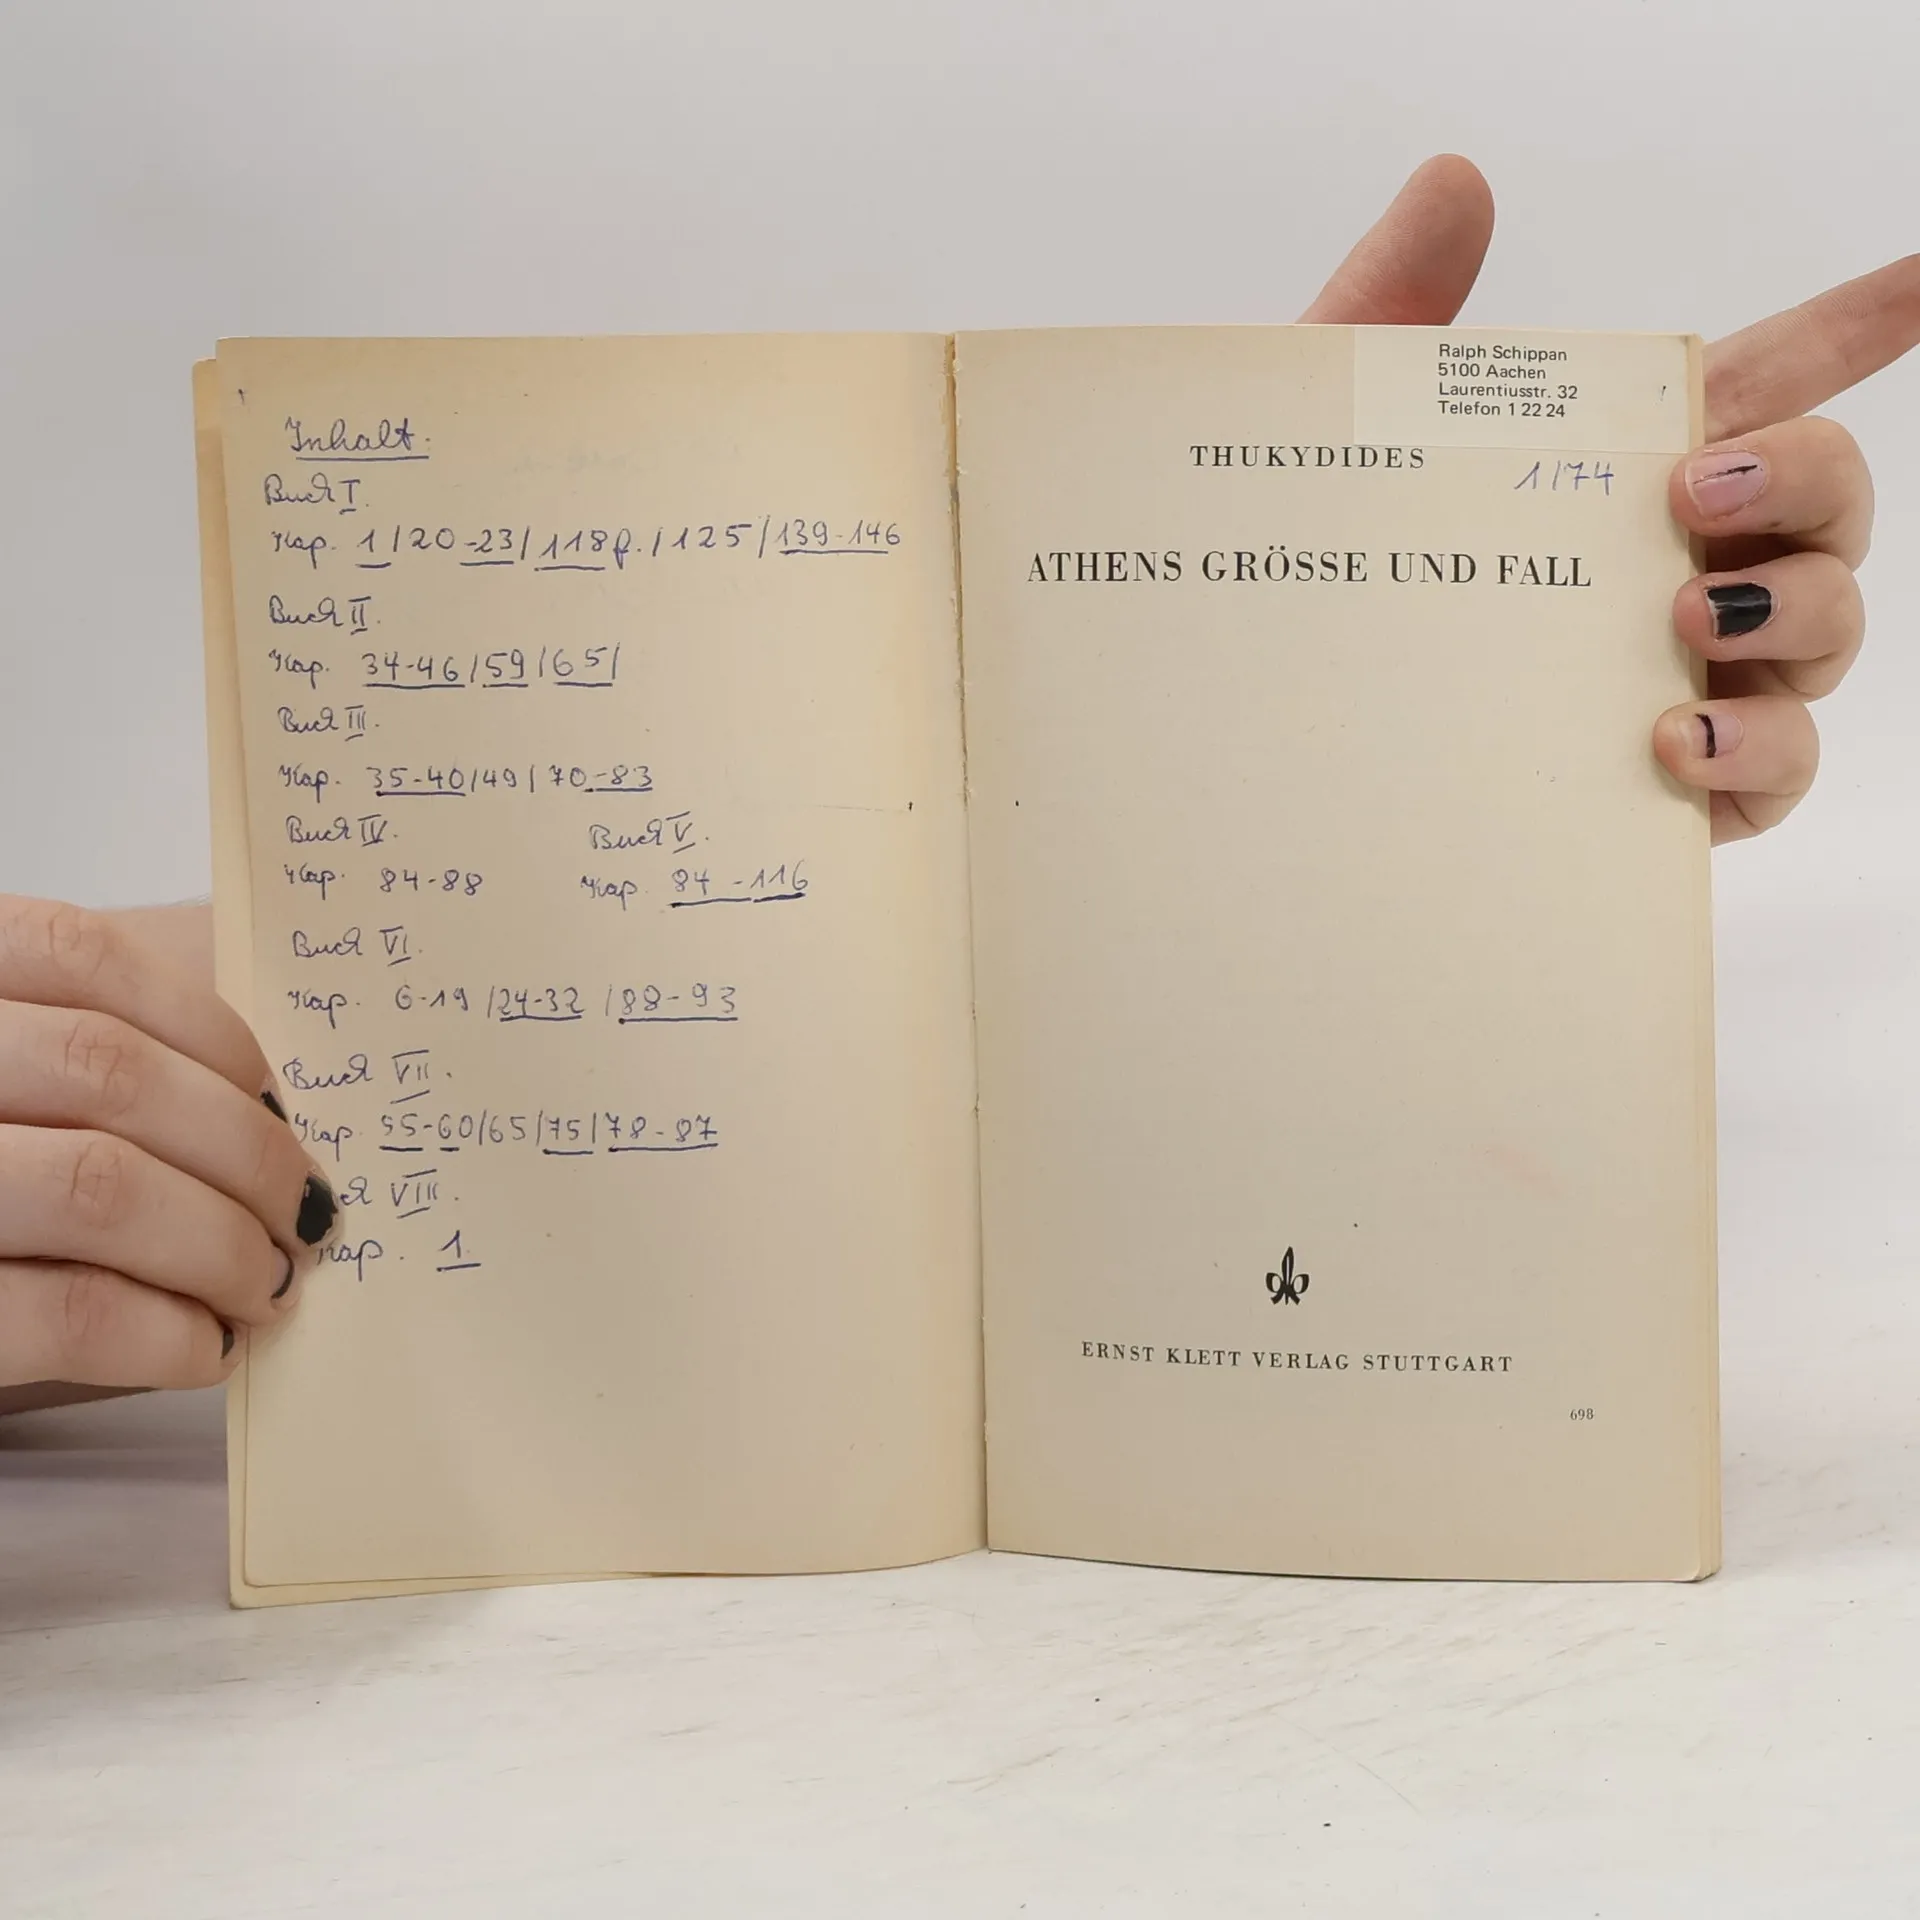 Inhalt:
Buch I.
Kap. 1/20-23/118f./125/139-146
Buch II.
Kap. 34-46/59/65/
Buch III.
Kap. 35-40/49/70-83
Buch IV. Buch V.
Kap. 84-88 Kap. 84-116
Buch VI.
Kap. 6-19/24-32/88-93
Buch VII.
Kap. 55-60/65/75/78-87
ch VIII.
Kap. 1.
Ralph Schippan
5100 Aachen
Laurentiusstr. 32
Telefon 1 22 24
THUKYDIDES
1/74
ATHENS GRÖSSE UND FALL
ERNST KLETT VERLAG STUTTGART
698